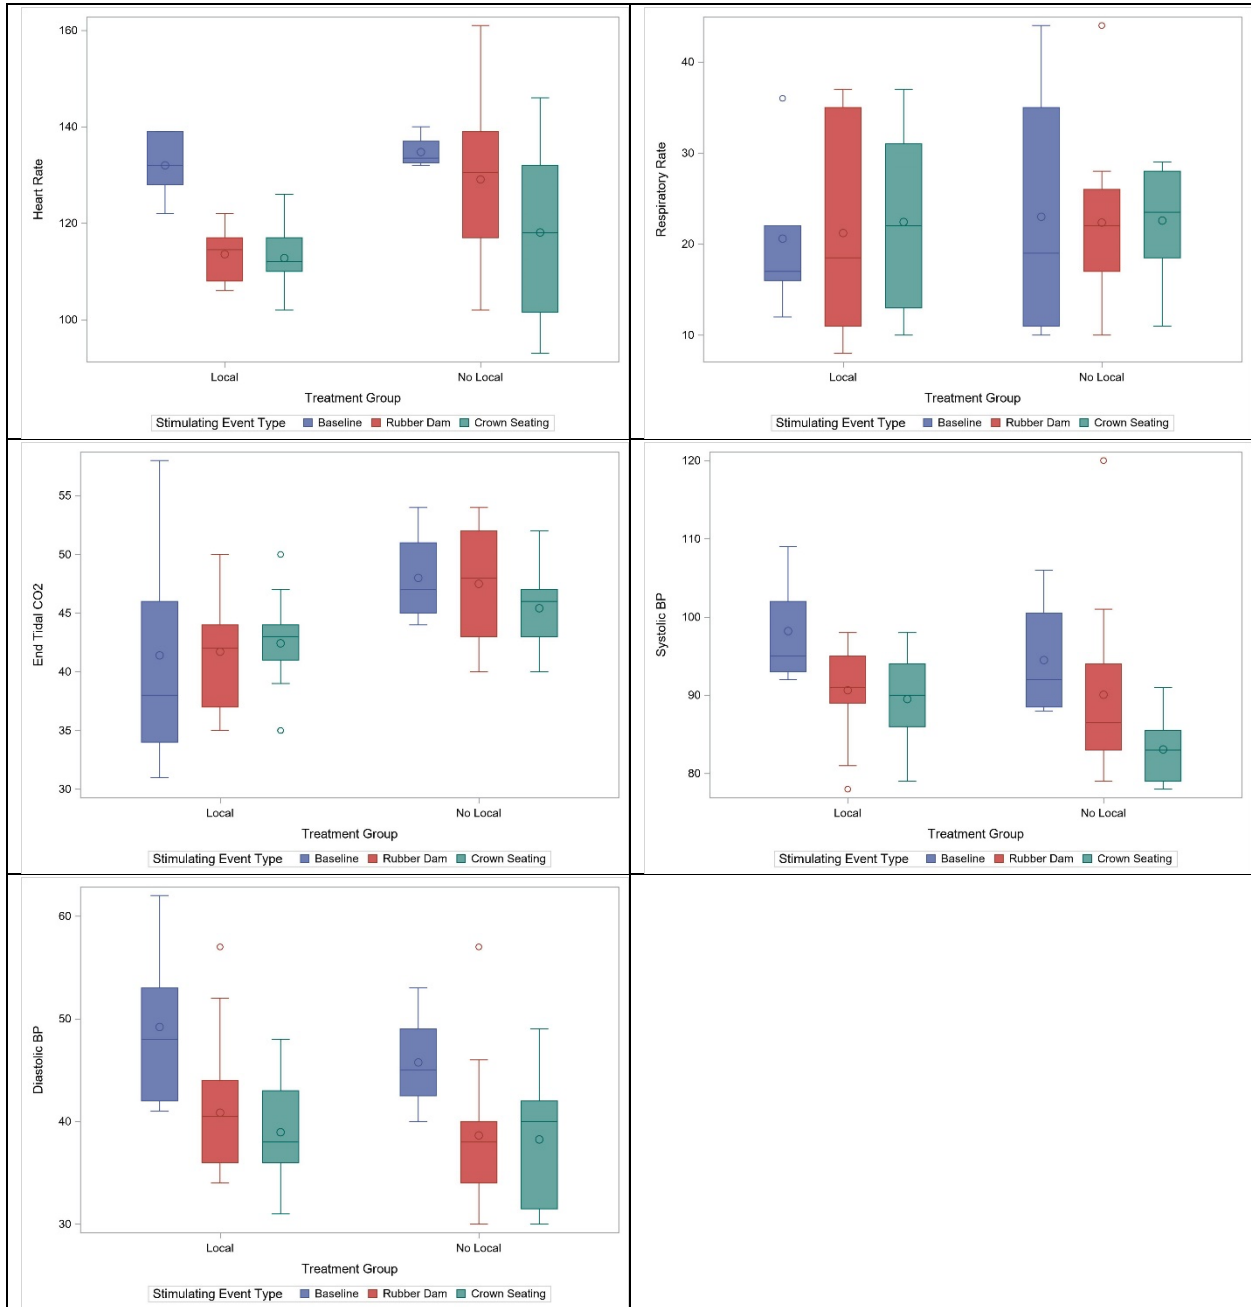 160
140
120
100
Heart Rate
Local
No Local
Treatment Group
Stimulating Event Type Baseline Rubber Dam Crown Seating
40
30
20
10
Respiratory Rate
Local
No Local
Treatment Group
Stimulating Event Type Baseline Rubber Dam Crown Seating
55
50
45
40
35
30
End Tidal CO2
Local
No Local
Treatment Group
Stimulating Event Type Baseline Rubber Dam Crown Seating
120
110
100
90
80
Systolic BP
Local
No Local
Treatment Group
Stimulating Event Type Baseline Rubber Dam Crown Seating
60
50
40
30
Diastolic BP
Local
No Local
Treatment Group
Stimulating Event Type Baseline Rubber Dam Crown Seating